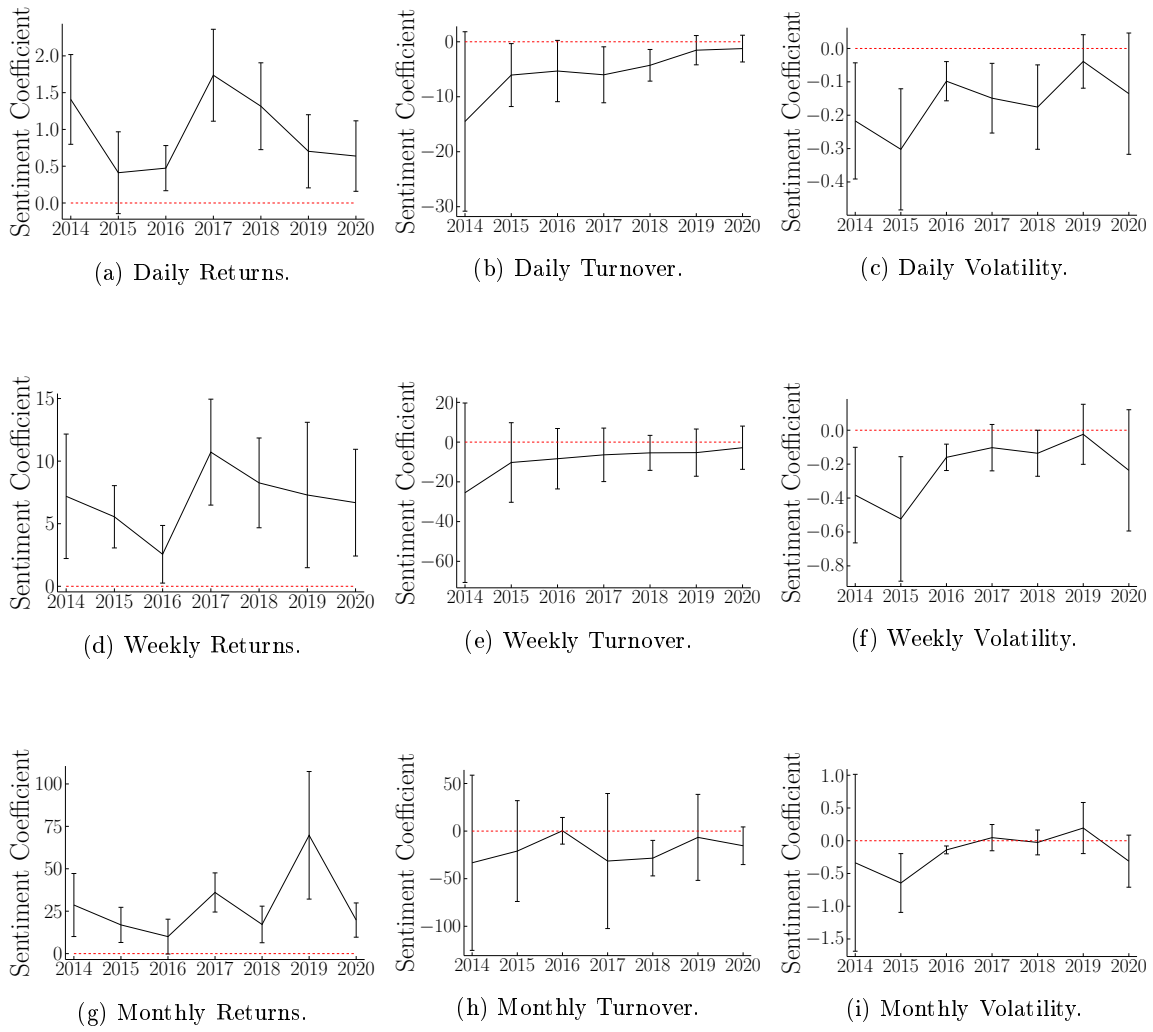 Sentiment Coefficient
2.0
1.5
1.0
0.5
0.0
2014 2015 2016 2017 2018 2019 2020
(a) Daily Returns.
Sentiment Coefficient
0
−10
−20
−30
2014 2015 2016 2017 2018 2019 2020
(b) Daily Turnover.
Sentiment Coefficient
0.0
−0.1
−0.2
−0.3
−0.4
2014 2015 2016 2017 2018 2019 2020
(c) Daily Volatility.
Sentiment Coefficient
15
10
5
0
2014 2015 2016 2017 2018 2019 2020
(d) Weekly Returns.
Sentiment Coefficient
20
0
−20
−40
−60
2014 2015 2016 2017 2018 2019 2020
(e) Weekly Turnover.
Sentiment Coefficient
0.0
−0.2
−0.4
−0.6
−0.8
2014 2015 2016 2017 2018 2019 2020
(f) Weekly Volatility.
Sentiment Coefficient
100
75
50
25
0
2014 2015 2016 2017 2018 2019 2020
(g) Monthly Returns.
Sentiment Coefficient
50
0
−50
−100
2014 2015 2016 2017 2018 2019 2020
(h) Monthly Turnover.
Sentiment Coefficient
1.0
0.5
0.0
−0.5
−1.0
−1.5
2014 2015 2016 2017 2018 2019 2020
(i) Monthly Volatility.